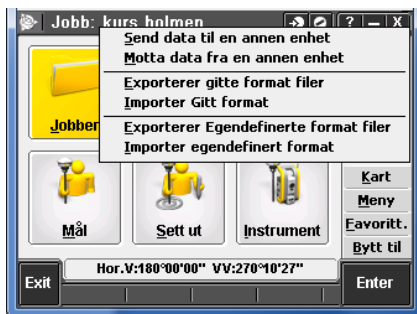 Jobb: kurs holmen
? — X
Send data til en annen enhet
Motta data fra en annen enhet
Exporterer gitte format filer
Importer Gitt format
Exporterer Egendefinerte format filer
Importer egendefinert format
Jobber
Mål
Sett ut
Instrument
Kart
Meny
Favoritt.
Bytt til
Hor.V:180°00'00" VV:270°10'27"
Exit
Enter